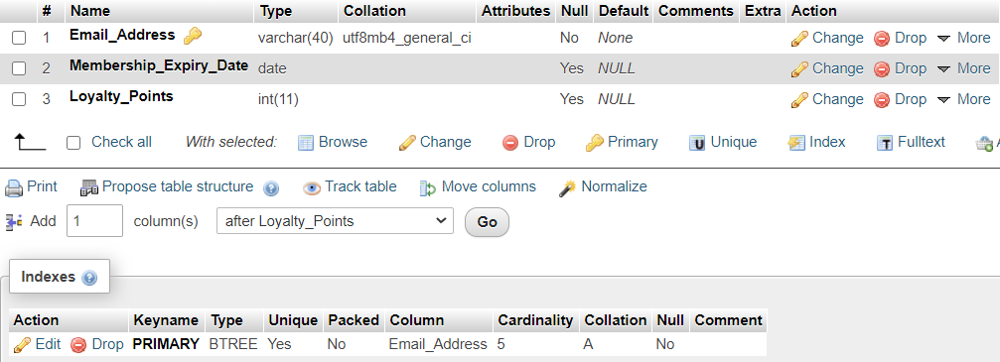 # Name Type Collation Attributes Null Default Comments Extra Action
1 Email_Address varchar(40) utf8mb4_general_ci No None Change Drop More
2 Membership_Expiry_Date date Yes NULL Change Drop More
3 Loyalty_Points int(11) Yes NULL Change Drop More
Check all With selected: Browse Change Drop Primary Unique Index Fulltext
Print Propose table structure Track table Move columns Normalize
Add 1 column(s) after Loyalty_Points Go
Indexes
Action Keyname Type Unique Packed Column Cardinality Collation Null Comment
Edit Drop PRIMARY BTREE Yes No Email_Address 5 A No